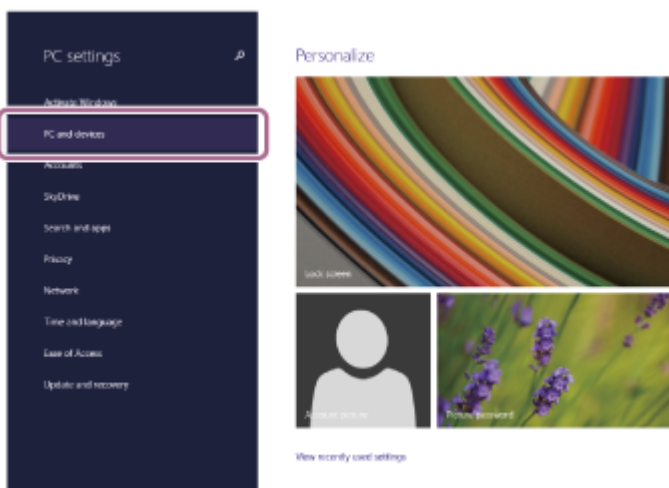 PC settings
Activate Windows
PC and devices
Accounts
SkyDrive
Search and apps
Privacy
Network
Time and language
Ease of Access
Update and recovery
Personalize
Lock screen
Account picture
Picture password
View recently used settings